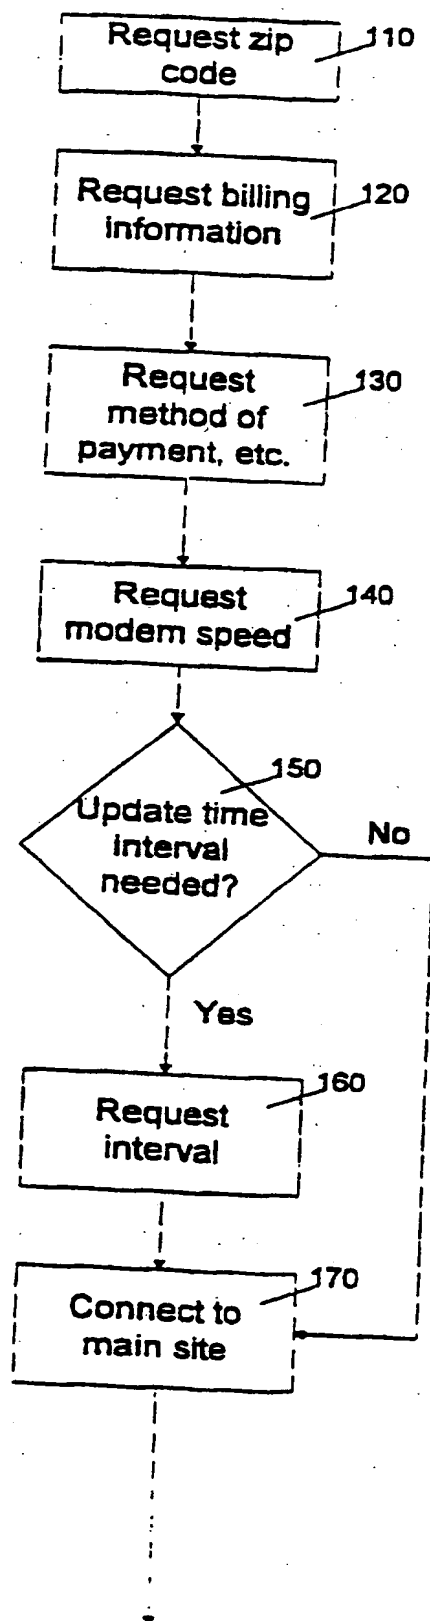 Request zip
code
110
Request billing
information
120
Request
method of
payment, etc.
130
Request
modem speed
140
150
Update time
interval
needed?
No
Yes
160
Request
interval
170
Connect to
main site